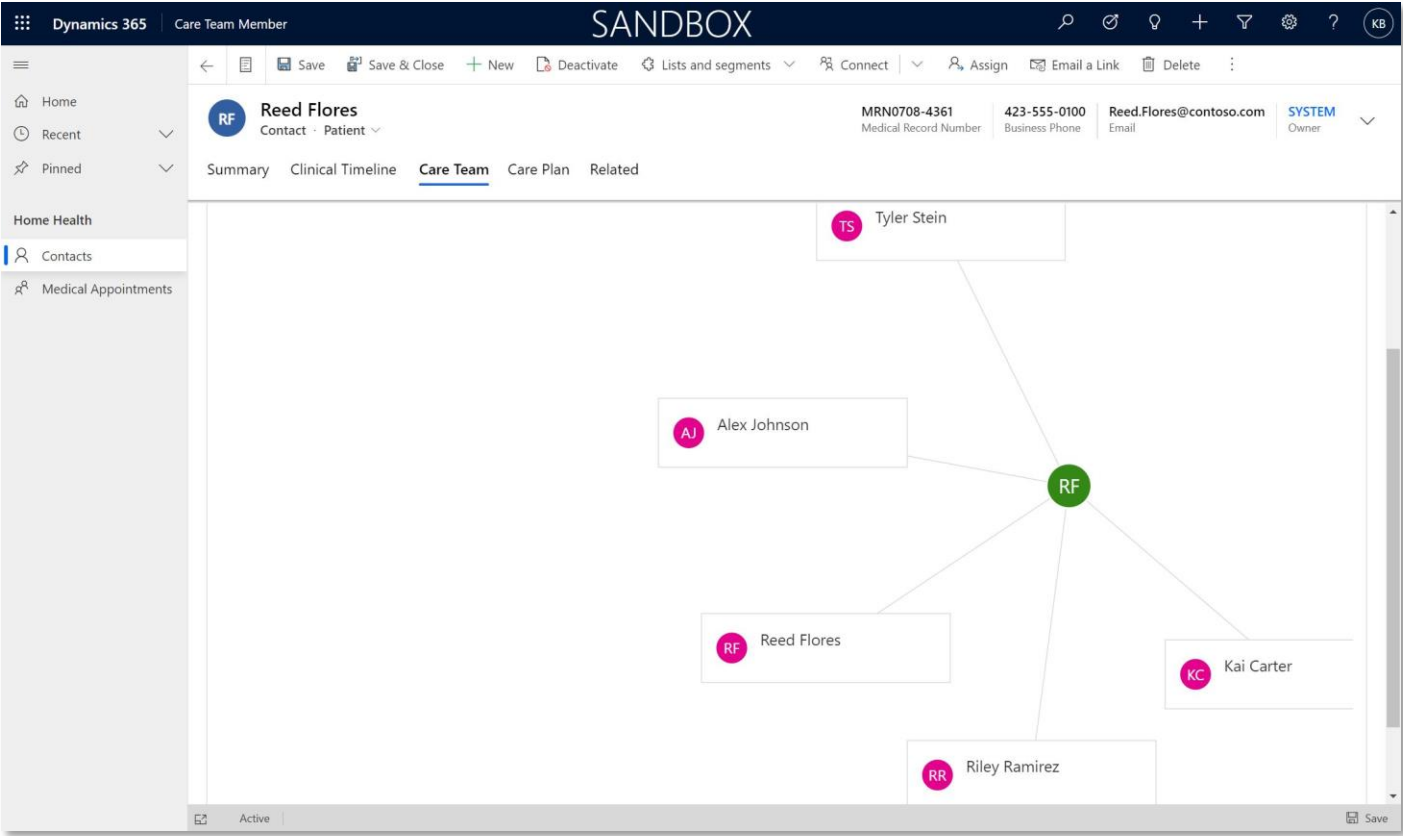 Dynamics 365 Care Team Member SANDBOX ? KB
Save Save & Close New Deactivate Lists and segments Connect Assign Email a Link Delete
Home
Recent
Pinned
Home Health
Contacts
Medical Appointments
RF
Reed Flores
Contact · Patient
MRN0708-4361
Medical Record Number
423-555-0100
Business Phone
Reed.Flores@contoso.com
Email
SYSTEM
Owner
Summary Clinical Timeline Care Team Care Plan Related
TS Tyler Stein
AJ Alex Johnson
RF
RF Reed Flores
KC Kai Carter
RR Riley Ramirez
Active Save